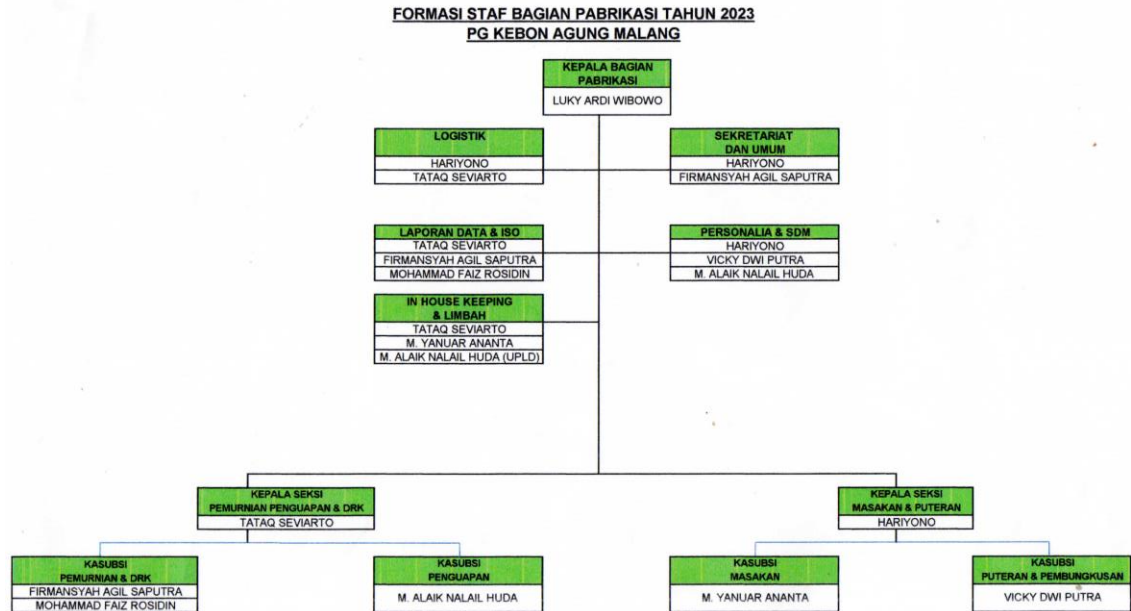 FORMASI STAF BAGIAN PABRIKASI TAHUN 2023
PG KEBON AGUNG MALANG
KEPALA BAGIAN
PABRIKASI
LUKY ARDI WIBOWO
LOGISTIK
HARIYONO
TATAQ SEVIARTO
SEKRETARIAT
DAN UMUM
HARIYONO
FIRMANSYAH AGIL SAPUTRA
LAPORAN DATA & ISO
TATAQ SEVIARTO
FIRMANSYAH AGIL SAPUTRA
MOHAMMAD FAIZ ROSIDIN
PERSONALIA & SDM
HARIYONO
VICKY DWI PUTRA
M. ALAIK NALAIL HUDA
IN HOUSE KEEPING
& LIMBAH
TATAQ SEVIARTO
M. YANUAR ANANTA
M. ALAIK NALAIL HUDA (UPLD)
KEPALA SEKSI
PEMURNIAN PENGUAPAN & DRK
TATAQ SEVIARTO
KEPALA SEKSI
MASAKAN & PUTERAN
HARIYONO
KASUBSI
PEMURNIAN & DRK
FIRMANSYAH AGIL SAPUTRA
MOHAMMAD FAIZ ROSIDIN
KASUBSI
PENGUAPAN
M. ALAIK NALAIL HUDA
KASUBSI
MASAKAN
M. YANUAR ANANTA
KASUBSI
PUTERAN & PEMBUNGKUSAN
VICKY DWI PUTRA